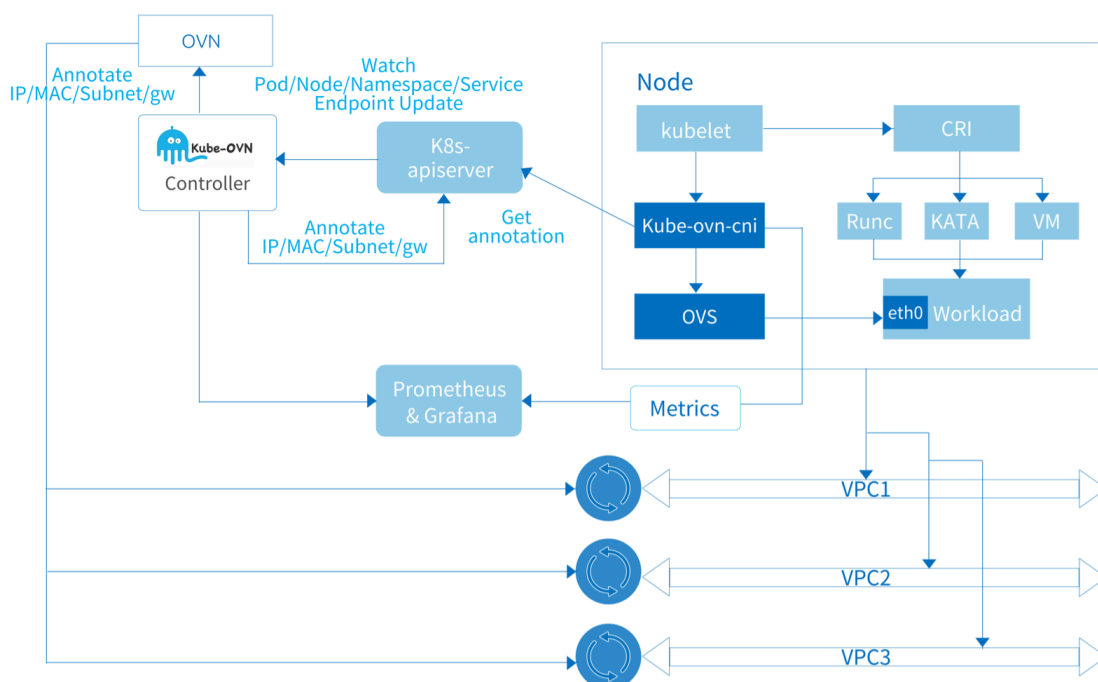 OVN
Annotate
IP/MAC/Subnet/gw
Watch
Pod/Node/Namespace/Service
Endpoint Update
Kube-OVN
Controller
K8s-
apiserver
Annotate
IP/MAC/Subnet/gw
Get
annotation
Node
kubelet
CRI
Kube-ovn-cni
Runc
KATA
VM
OVS
eth0
Workload
Prometheus
& Grafana
Metrics
VPC1
VPC2
VPC3